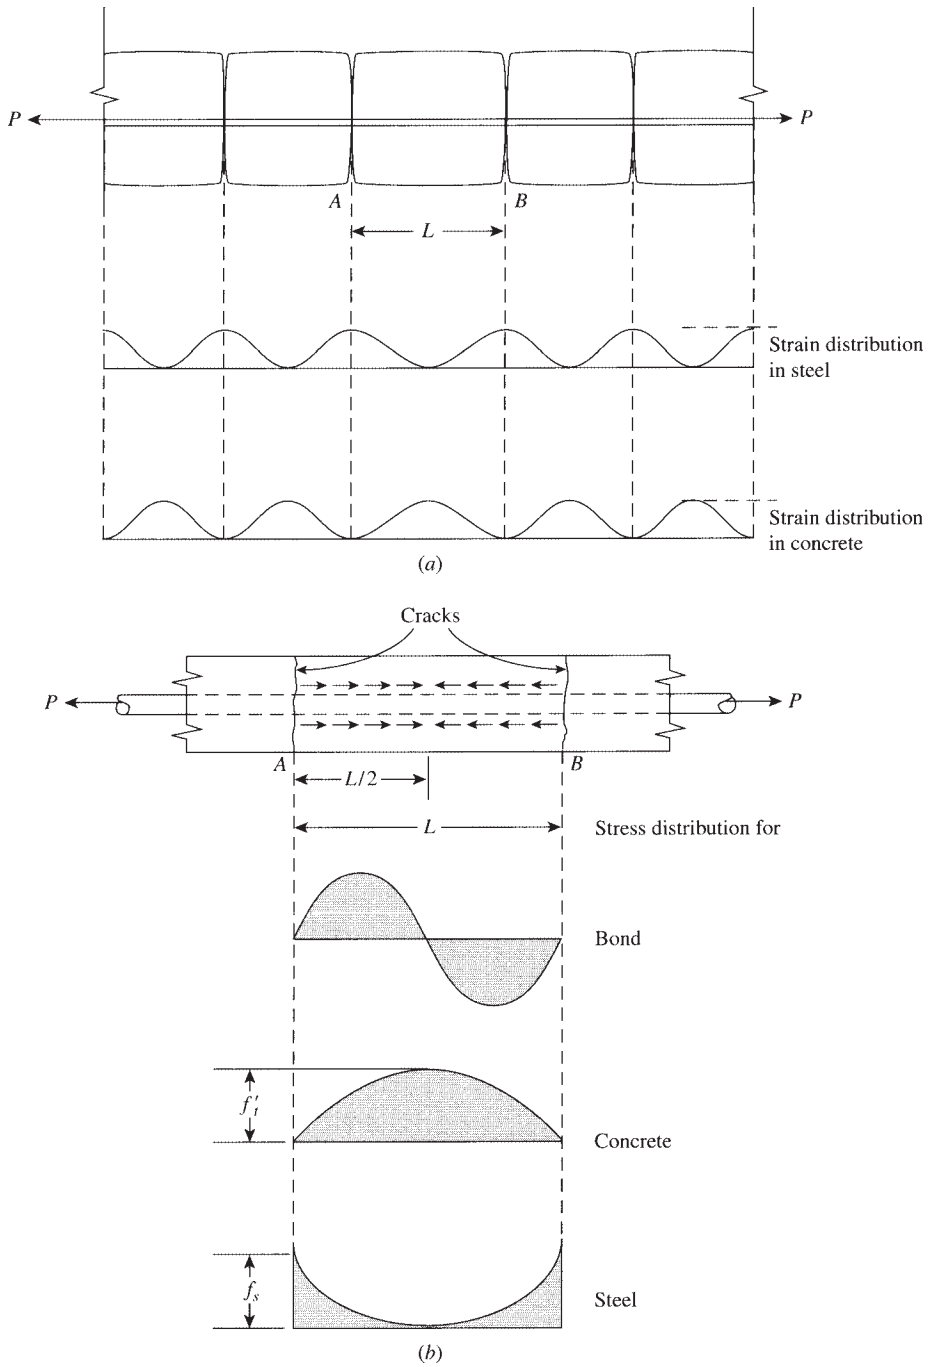 P
P
A
B
L
Strain distribution
in steel
Strain distribution
in concrete
(a)
Cracks
P
P
A
B
L/2
L
Stress distribution for
Bond
f′t
Concrete
fs
Steel
(b)